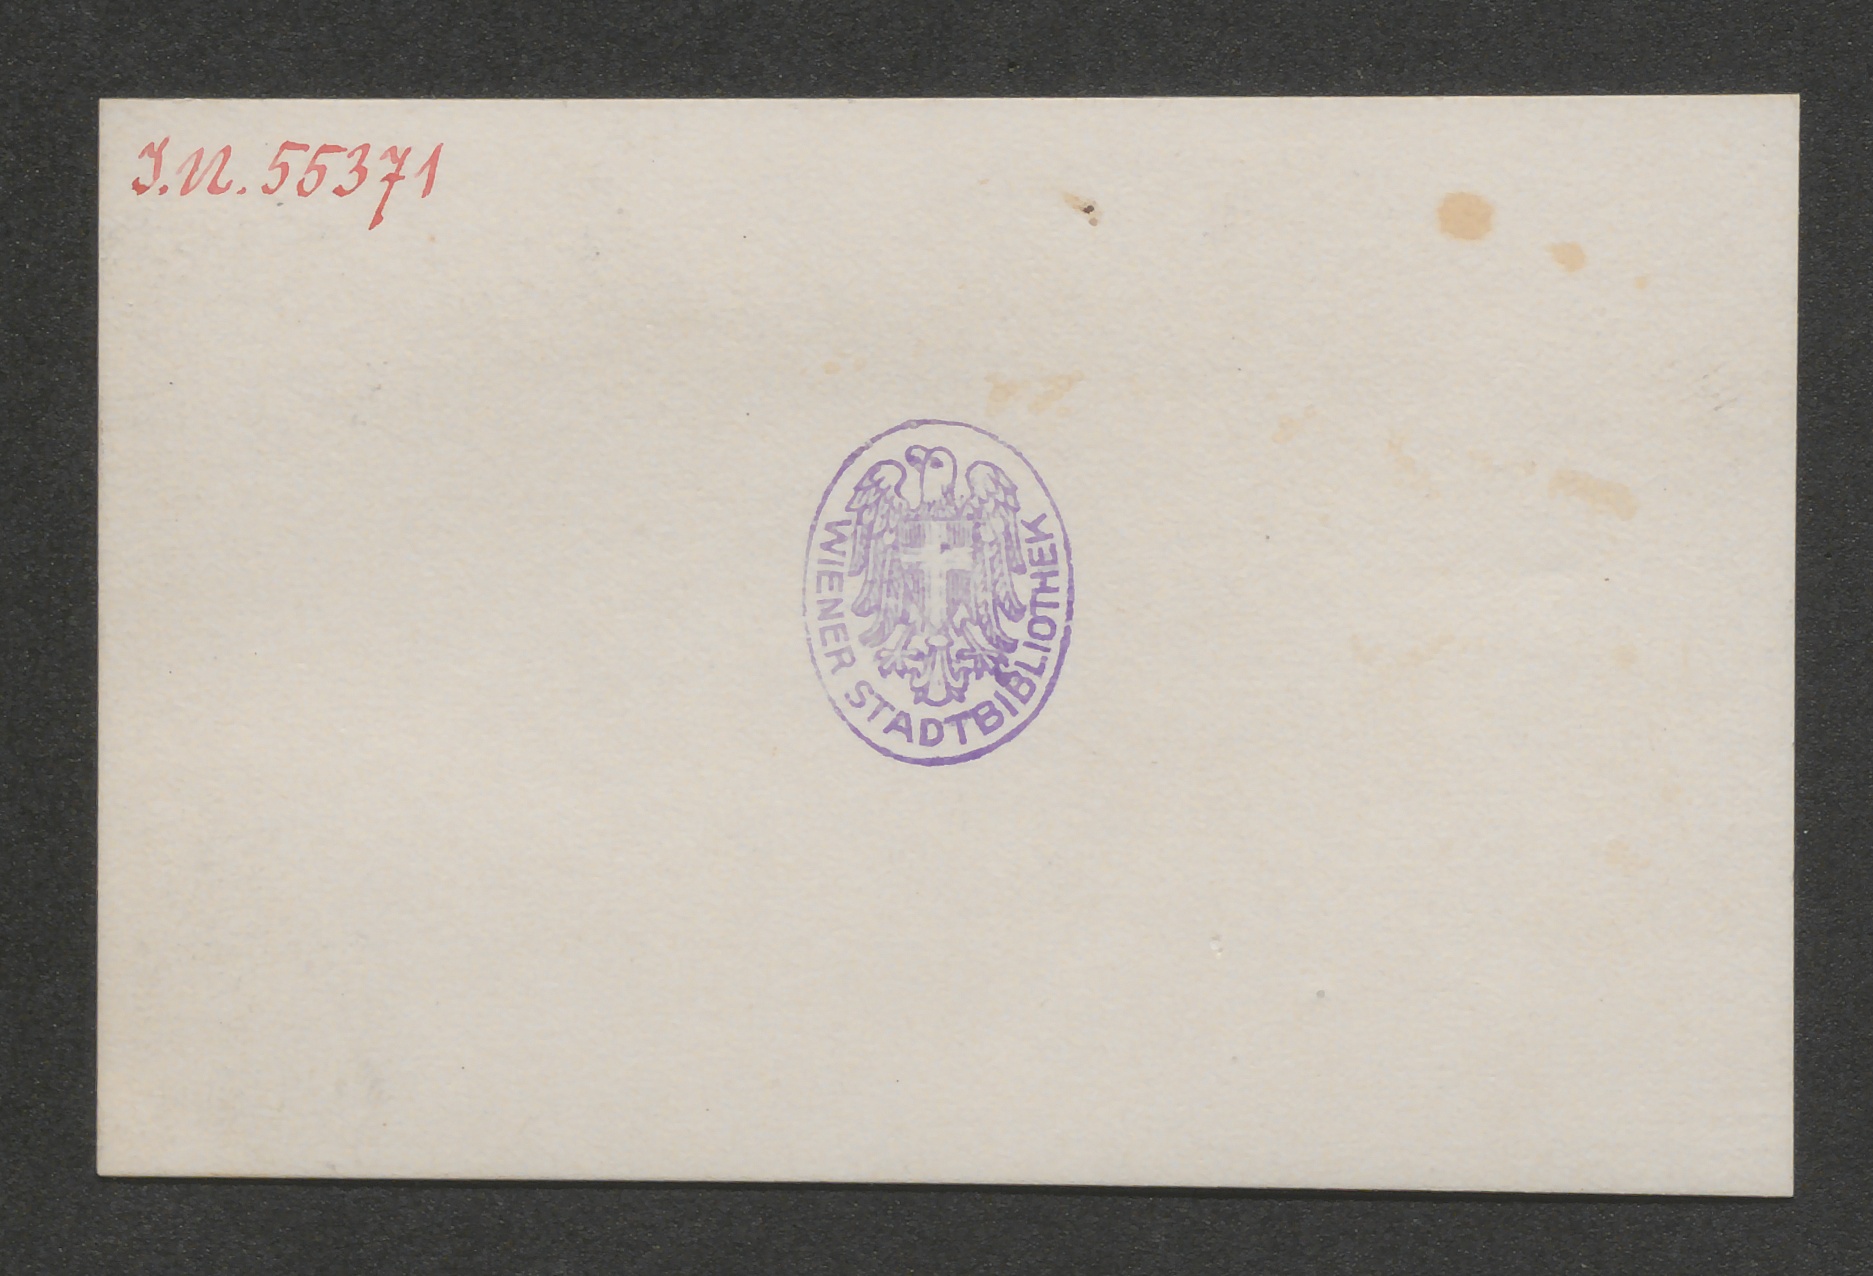 I.N. 55371
WIENER STADTBIBLIOTHEK